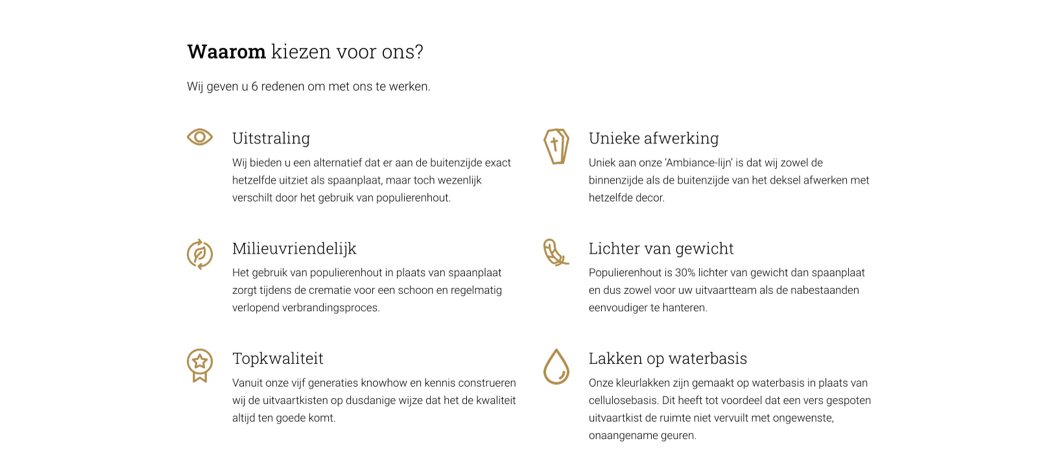 Waarom kiezen voor ons?
Wij geven u 6 redenen om met ons te werken.
Uitstraling
Wij bieden u een alternatief dat er aan de buitenzijde exact
hetzelfde uitziet als spaanplaat, maar toch wezenlijk
verschilt door het gebruik van populierenhout.
Unieke afwerking
Uniek aan onze 'Ambiance-lijn' is dat wij zowel de
binnenzijde als de buitenzijde van het deksel afwerken met
hetzelfde decor.
Milieuvriendelijk
Het gebruik van populierenhout in plaats van spaanplaat
zorgt tijdens de crematie voor een schoon en regelmatig
verlopend verbrandingsproces.
Lichter van gewicht
Populierenhout is 30% lichter van gewicht dan spaanplaat
en dus zowel voor uw uitvaartteam als de nabestaanden
eenvoudiger te hanteren.
Topkwaliteit
Vanuit onze vijf generaties knowhow en kennis construeren
wij de uitvaartkisten op dusdanige wijze dat het de kwaliteit
altijd ten goede komt.
Lakken op waterbasis
Onze kleurlakken zijn gemaakt op waterbasis in plaats van
cellulosebasis. Dit heeft tot voordeel dat een vers gespoten
uitvaartkist de ruimte niet vervuilt met ongewenste,
onaangename geuren.